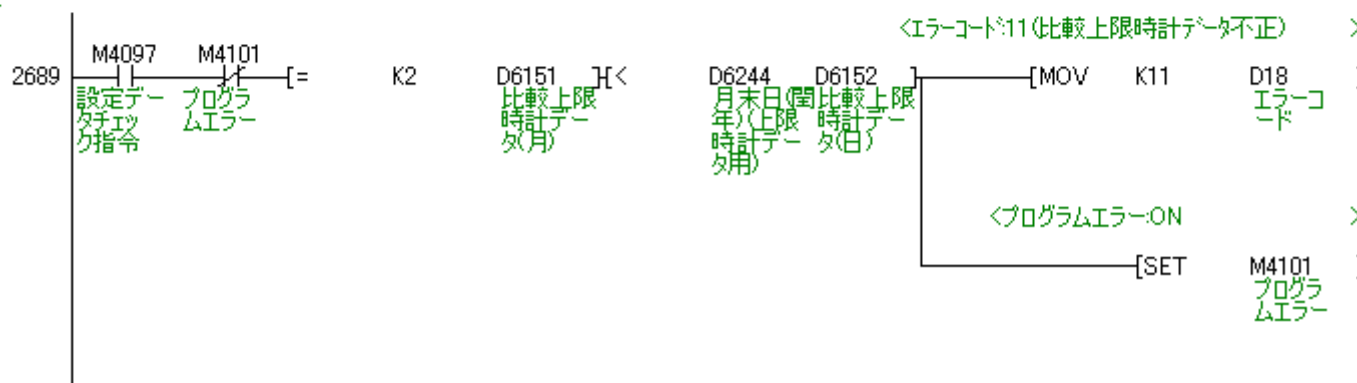 <エラーコード:11(比較上限時計データ不正) >
M4097 M4101
2689 [= K2 D6151 ][< D6244 D6152 ] [MOV K11 D18
設定デー プログラ 比較上限 月末日(閏 比較上限 エラーコ
タチェッ ムエラー 時計デー 年)(上限 時計デー ード
ク指令 タ(月) 時計デー タ(日)
タ用)
<プログラムエラー:ON >
[SET M4101
プログラ
ムエラー